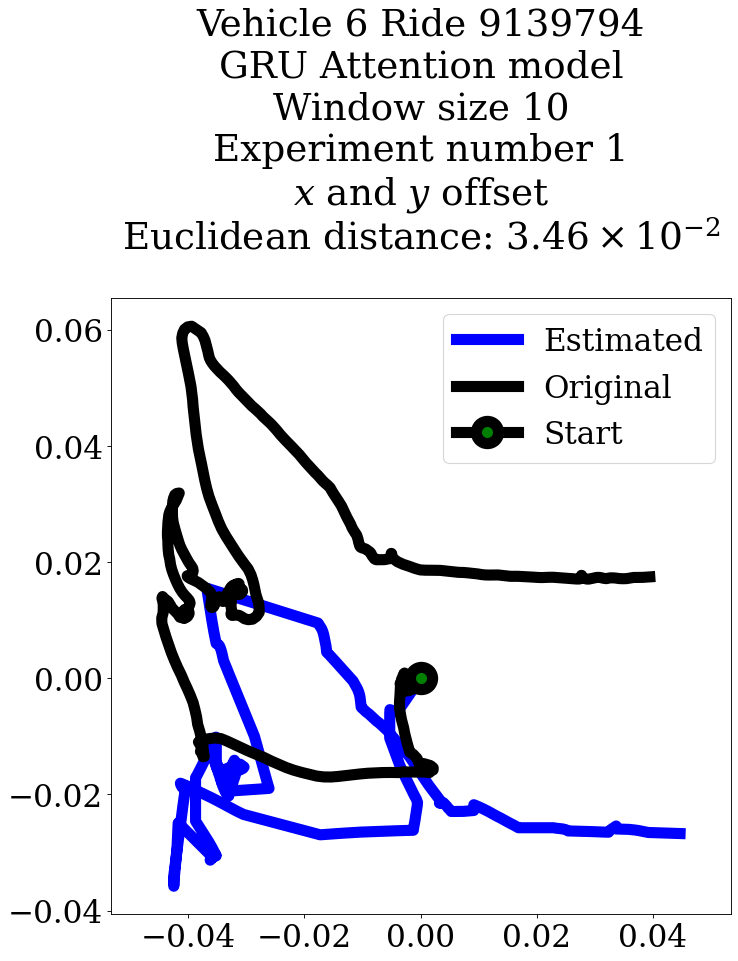 Vehicle 6 Ride 9139794
GRU Attention model
Window size 10
Experiment number 1
x and y offset
Euclidean distance: 3.46 × 10⁻²
Estimated
Original
Start
0.06
0.04
0.02
0.00
−0.02
−0.04
−0.04 −0.02 0.00 0.02 0.04